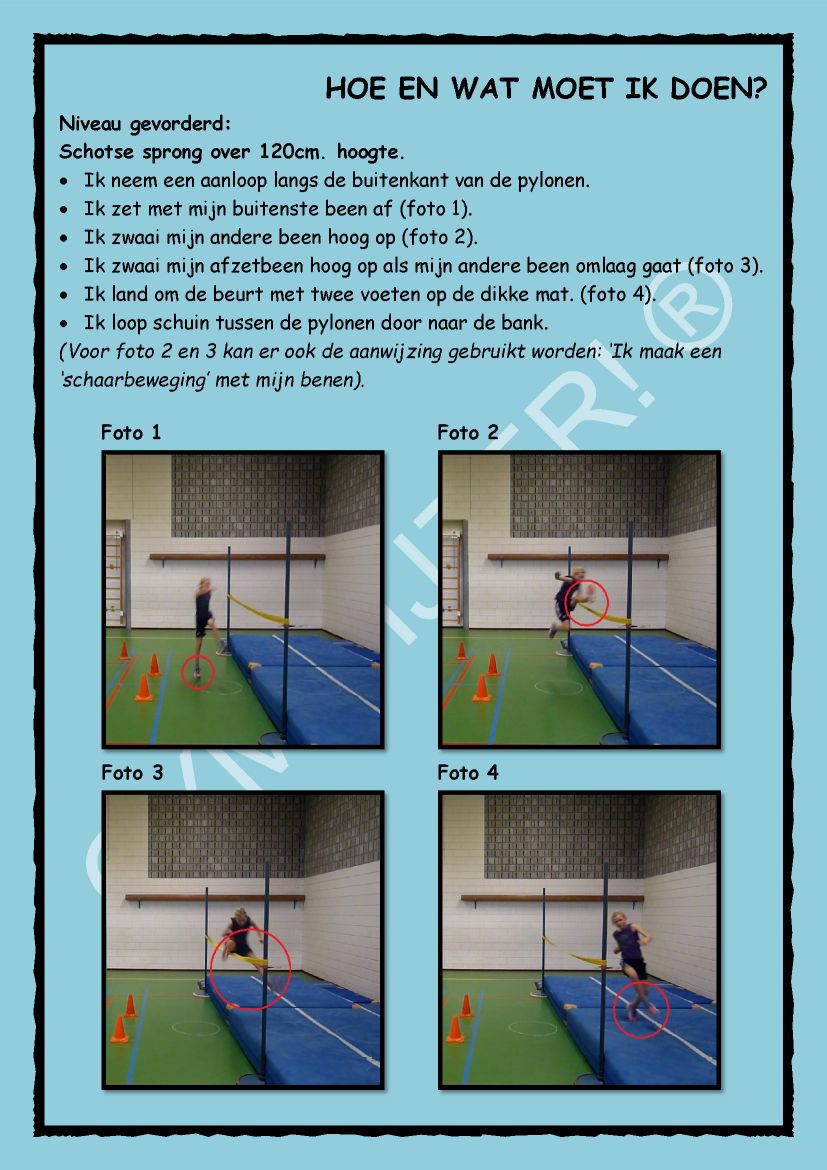 HOE EN WAT MOET IK DOEN?
Niveau gevorderd:
Schotse sprong over 120cm. hoogte.
• Ik neem een aanloop langs de buitenkant van de pylonen.
• Ik zet met mijn buitenste been af (foto 1).
• Ik zwaai mijn andere been hoog op (foto 2).
• Ik zwaai mijn afzetbeen hoog op als mijn andere been omlaag gaat (foto 3).
• Ik land om de beurt met twee voeten op de dikke mat. (foto 4).
• Ik loop schuin tussen de pylonen door naar de bank.
(Voor foto 2 en 3 kan er ook de aanwijzing gebruikt worden: ‘Ik maak een
‘schaarbeweging’ met mijn benen).
Foto 1
Foto 2
Foto 3
Foto 4